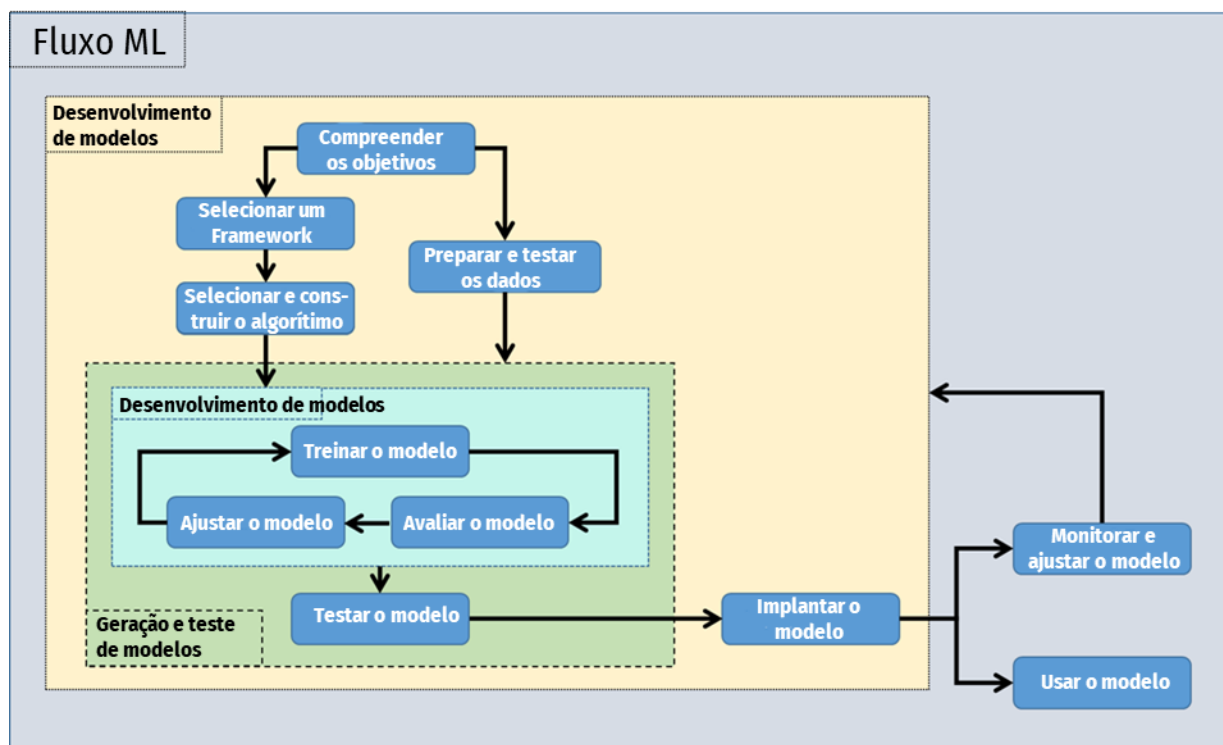 Fluxo ML
Desenvolvimento
de modelos
Compreender
os objetivos
Selecionar um
Framework
Preparar e testar
os dados
Selecionar e cons-
truir o algorítimo
Desenvolvimento de modelos
Treinar o modelo
Ajustar o modelo
Avaliar o modelo
Monitorar e
ajustar o modelo
Testar o modelo
Implantar o
modelo
Geração e teste
de modelos
Usar o modelo